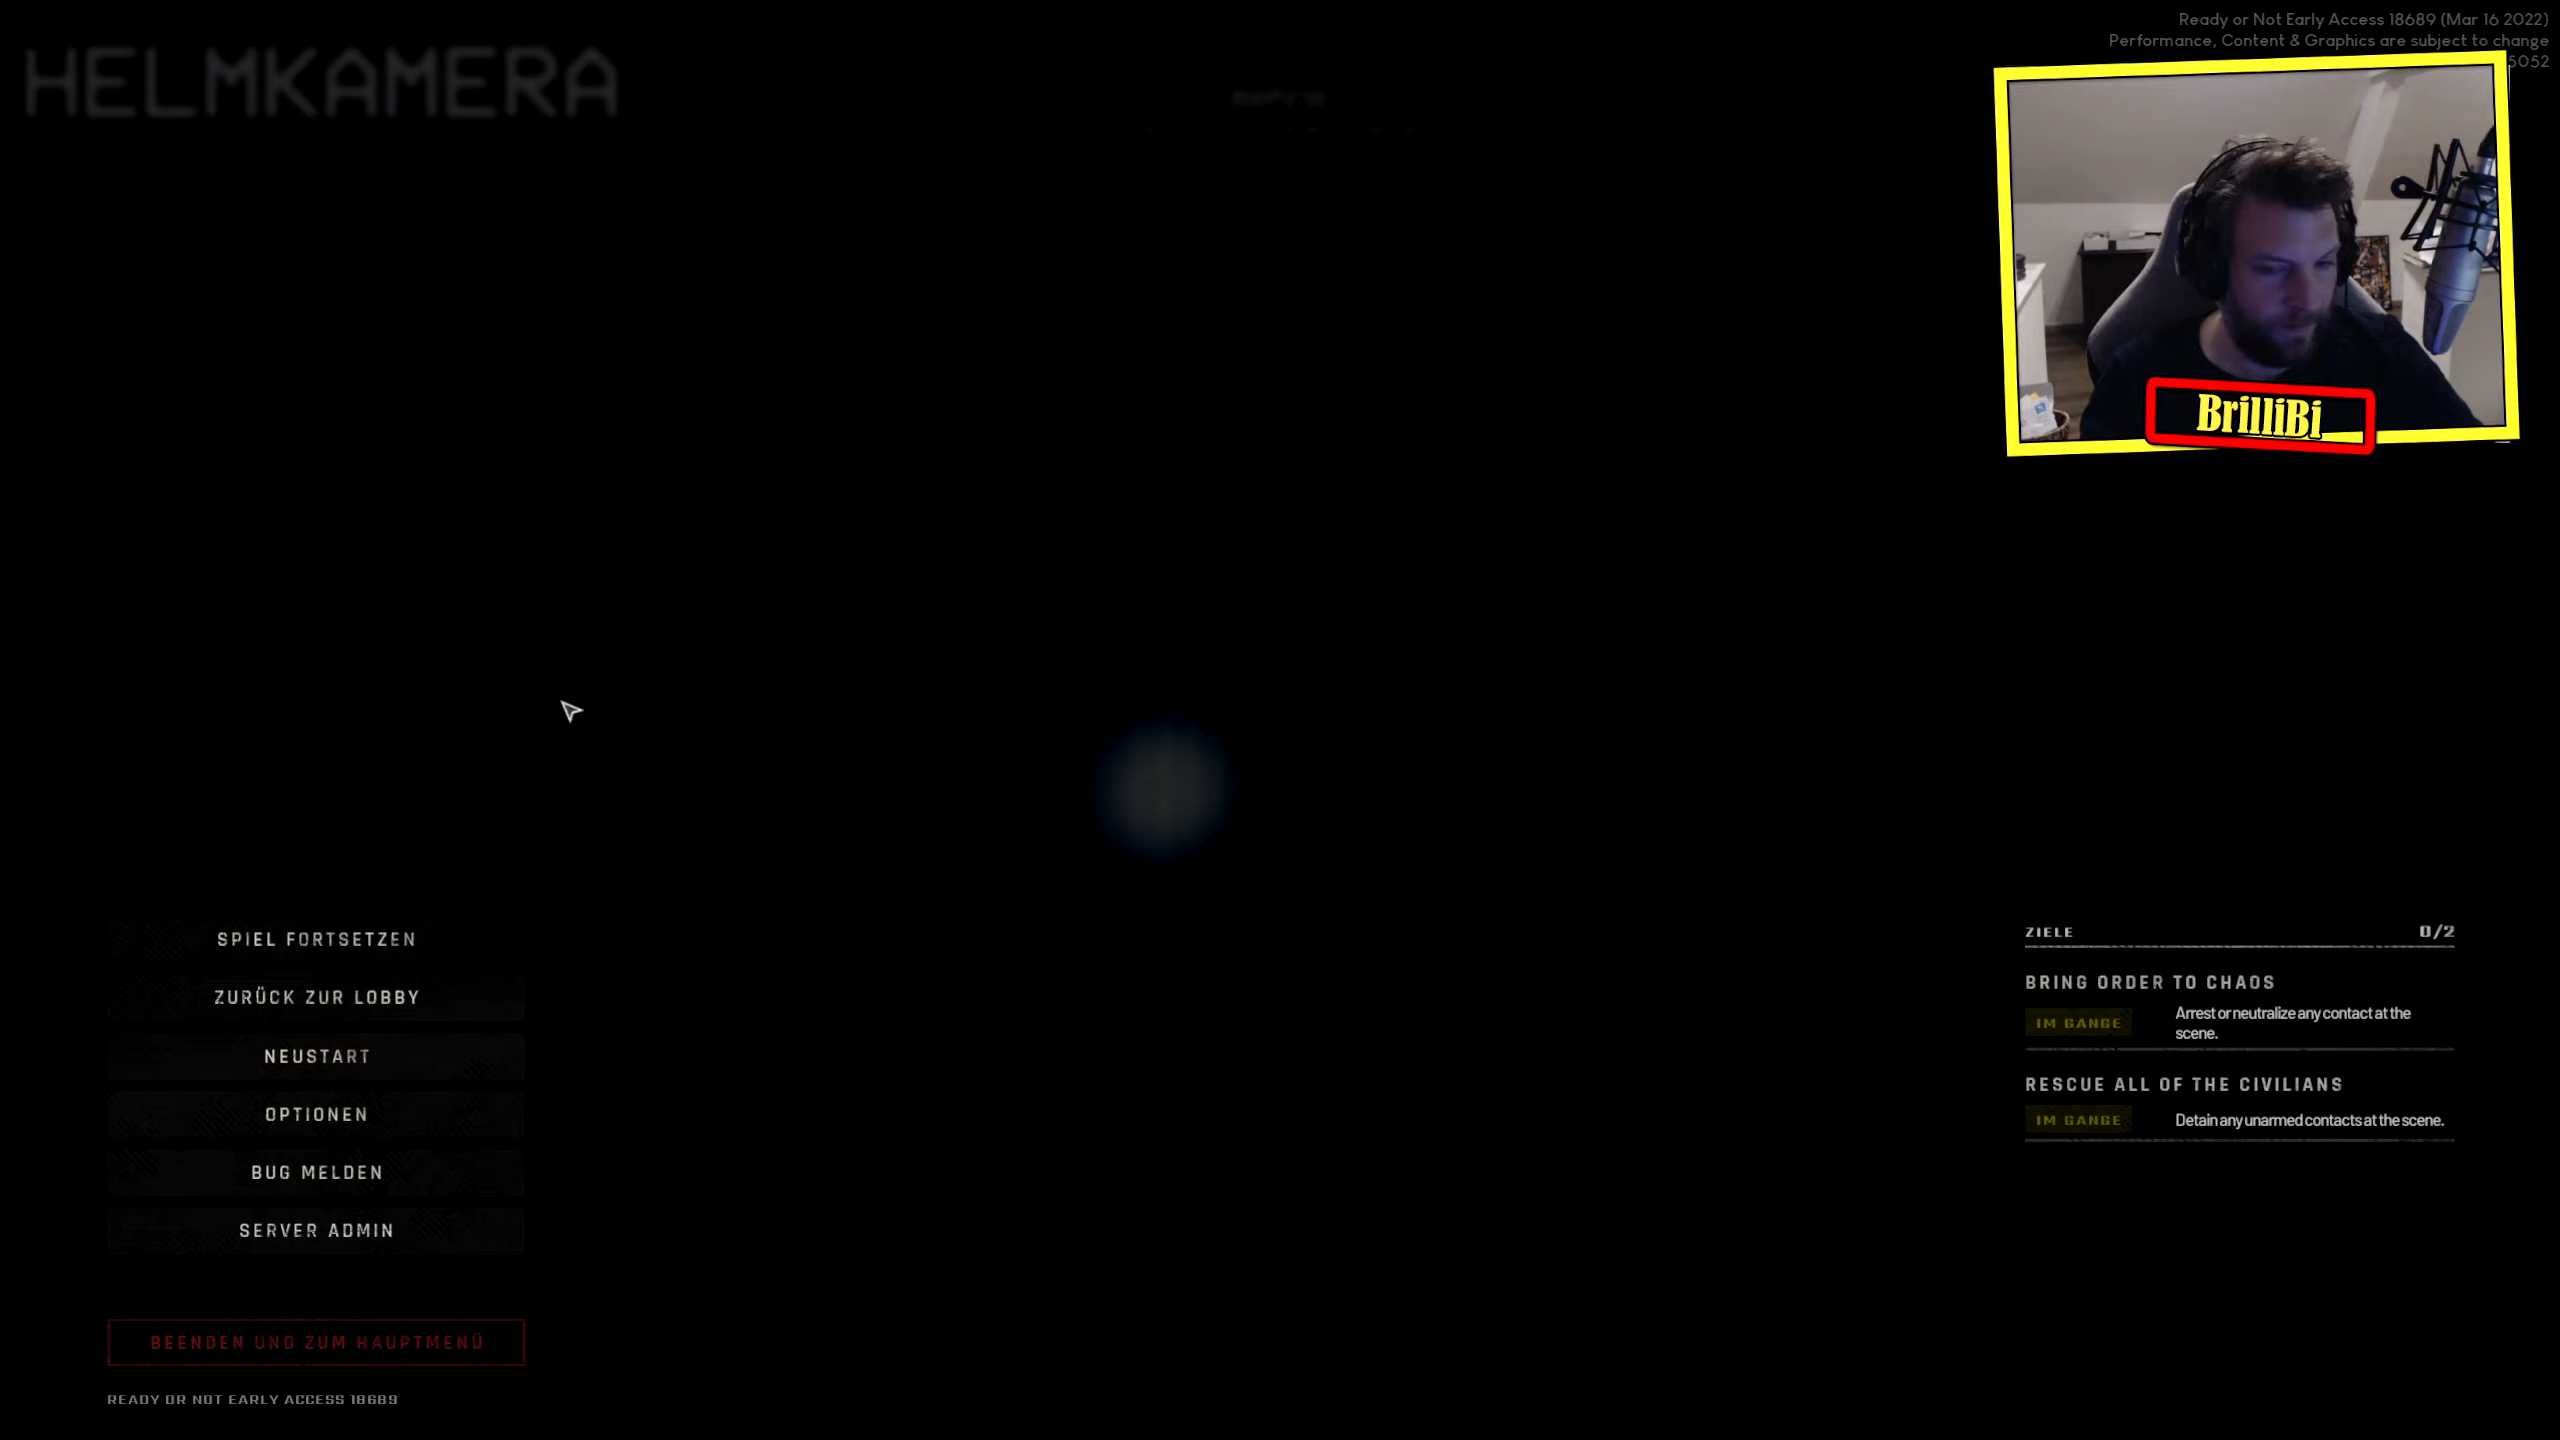 Ready or Not Early Access 18689 (Mar 16 2022)
Performance, Content & Graphics are subject to change
5052
HELMKAMERA
BrilliBi
SPIEL FORTSETZEN
ZURÜCK ZUR LOBBY
NEUSTART
OPTIONEN
BUG MELDEN
SERVER ADMIN
BEENDEN UND ZUM HAUPTMENÜ
READY OR NOT EARLY ACCESS 18689
ZIELE 0/2
BRING ORDER TO CHAOS
IM GANGE
Arrest or neutralize any contact at the
scene.
RESCUE ALL OF THE CIVILIANS
IM GANGE
Detain any unarmed contacts at the scene.